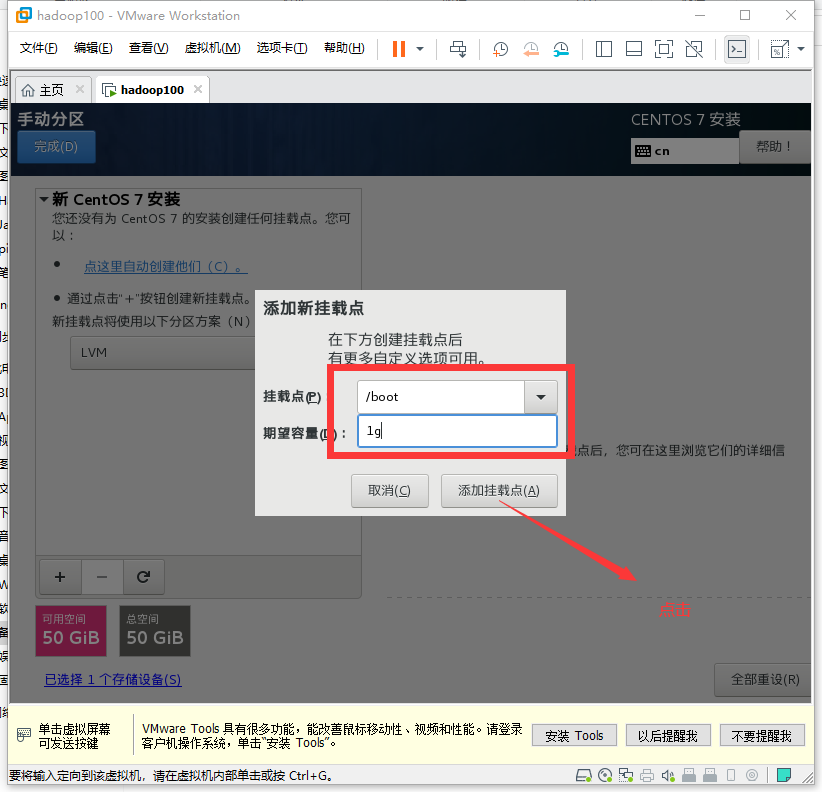 hadoop100 - VMware Workstation
文件(F) 编辑(E) 查看(V) 虚拟机(M) 选项卡(T) 帮助(H)
主页 hadoop100
手动分区
CENTOS 7 安装
完成(D)
cn
帮助！
新 CentOS 7 安装
您还没有为 CentOS 7 的安装创建任何挂载点。您可
以：
点这里自动创建他们（C）。
通过点击“+”按钮创建新挂载点。
新挂载点将使用以下分区方案（N）
LVM
添加新挂载点
在下方创建挂载点后
有更多自定义选项可用。
挂载点(P)：
/boot
期望容量(D)：
1g
取消(C)
添加挂载点(A)
点后，您可在这里浏览它们的详细信
点击
可用空间
50 GiB
总空间
50 GiB
已选择 1 个存储设备(S)
全部重设(R)
单击虚拟屏幕
可发送按键
VMware Tools 具有很多功能，能改善鼠标移动性、视频和性能。请登录
客户机操作系统，单击“安装 Tools”。
安装 Tools
以后提醒我
不要提醒我
要将输入定向到该虚拟机，请在虚拟机内部单击或按 Ctrl+G。